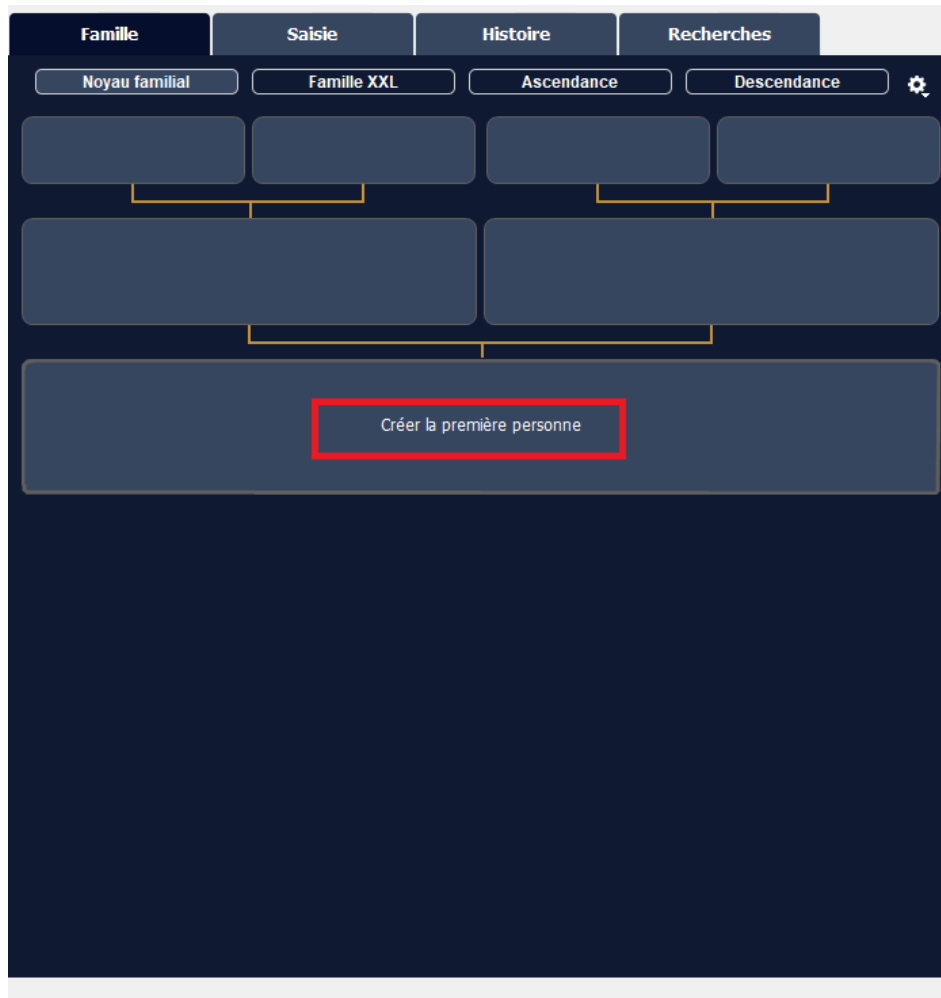 Famille Saisie Histoire Recherches
Noyau familial Famille XXL Ascendance Descendance
Créer la première personne